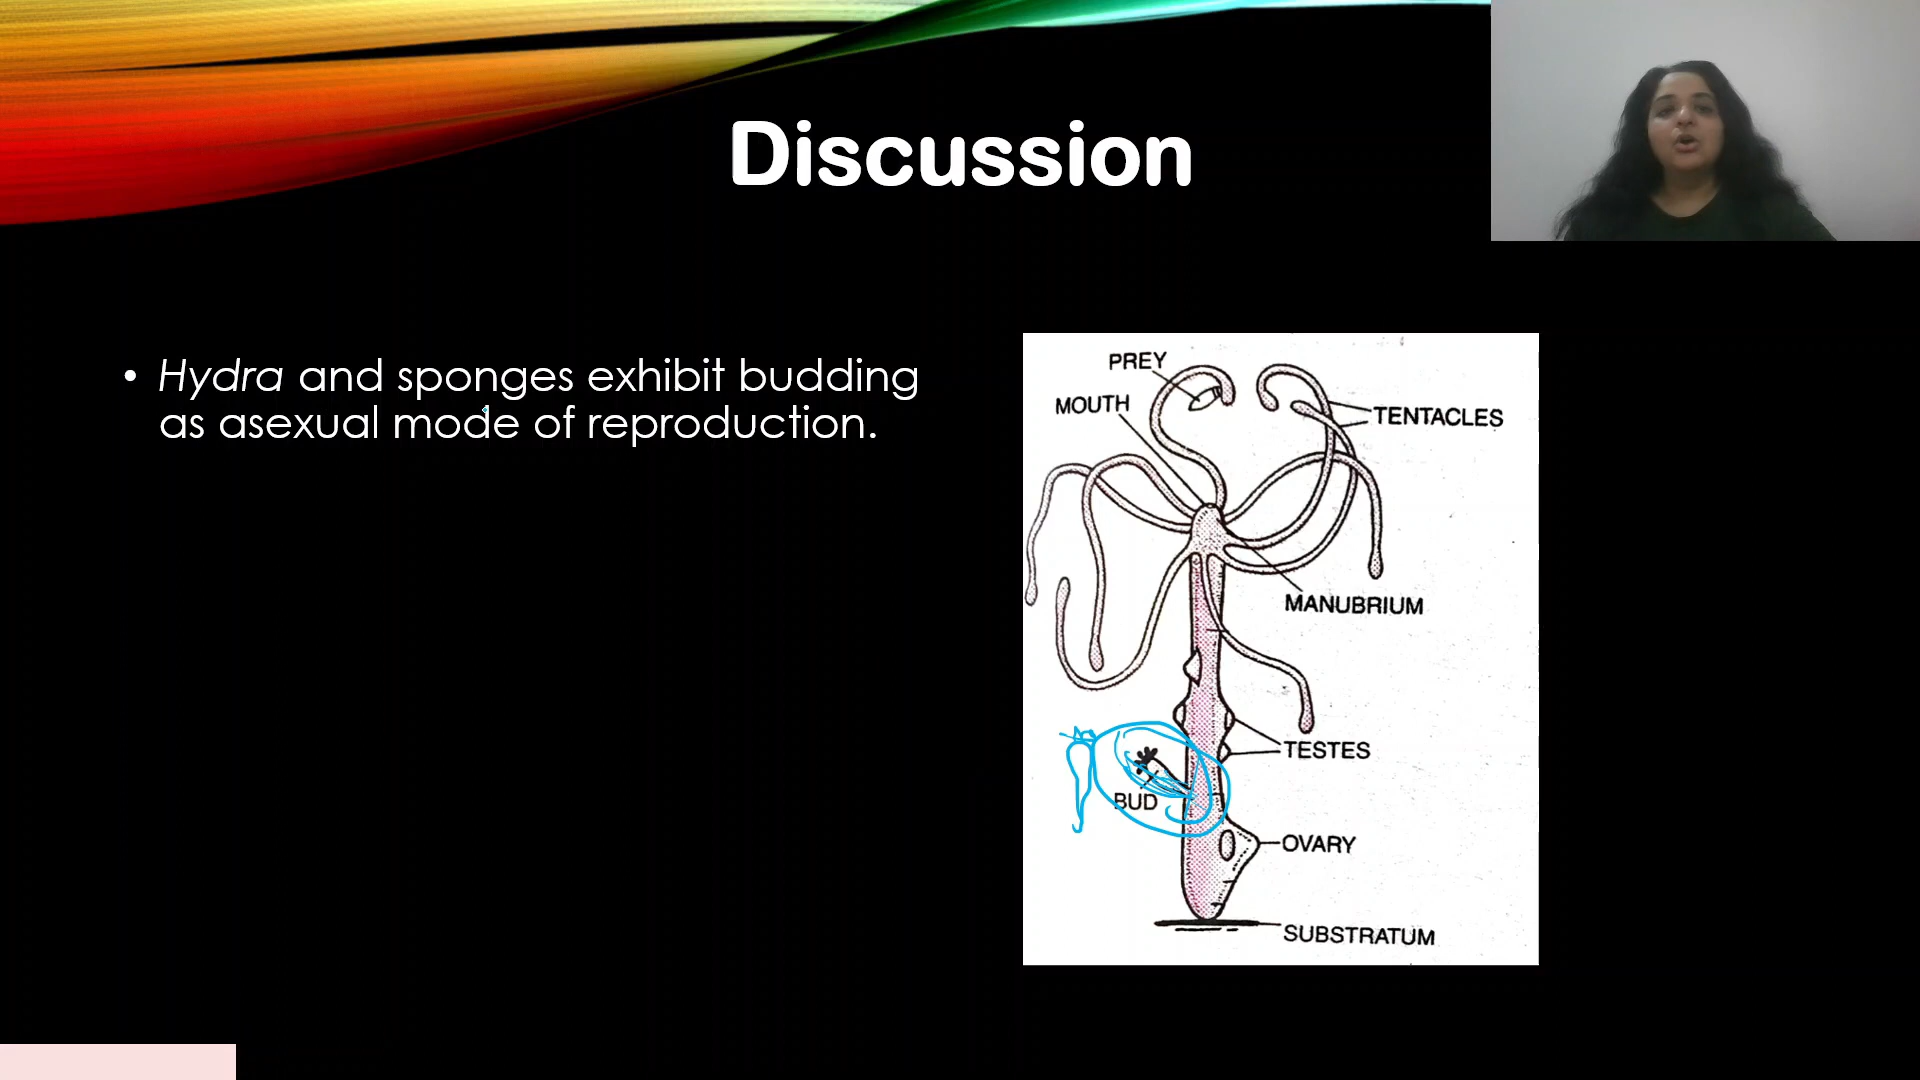 Discussion
• Hydra and sponges exhibit budding
as asexual mode of reproduction.
PREY
MOUTH
TENTACLES
MANUBRIUM
TESTES
BUD
OVARY
SUBSTRATUM